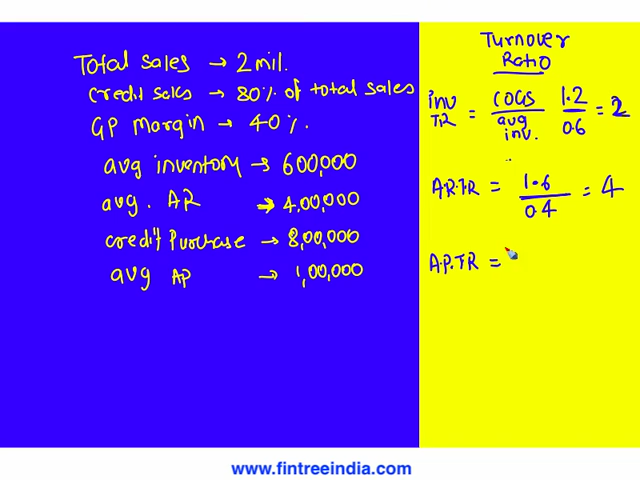 Total sales → 2 mil.
credit sales → 80% of total sales
GP Margin → 40%.
avg inventory → 600,000
avg. AR → 4,00,000
credit Purchase → 8,00,000
avg AP → 1,00,000
Turnover
Ratio
inv TR = COGS / avg inv. 1.2 / 0.6 = 2
A.R.TR = 1.6 / 0.4 = 4
A.P.TR =
www.fintreeindia.com